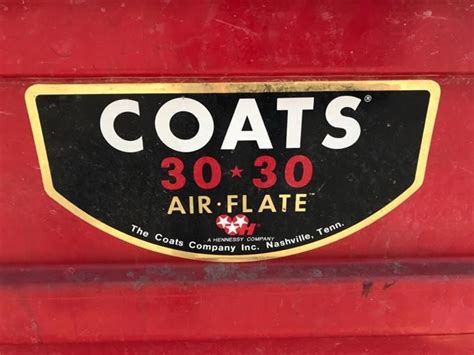 COATS®
30★30
AIR·FLATE™
H
A HENNESSY COMPANY
The Coats Company Inc. Nashville, Tenn.